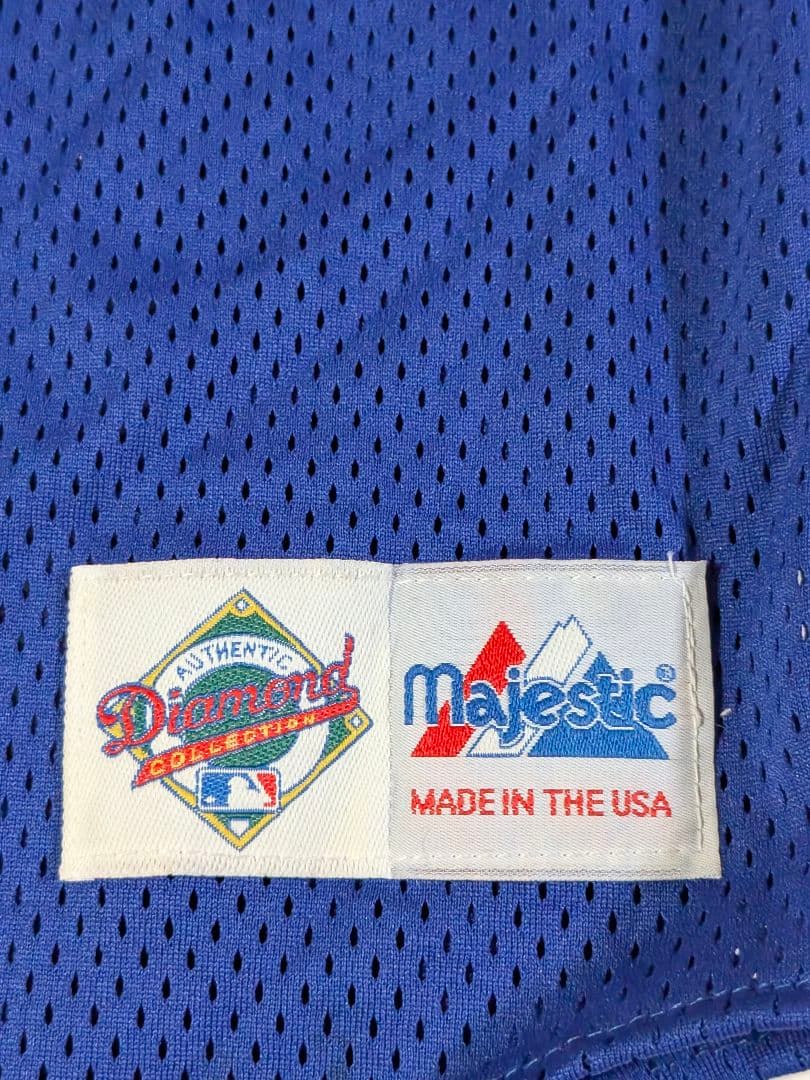 AUTHENTIC
Diamond
COLLECTION
Majestic®
MADE IN THE USA